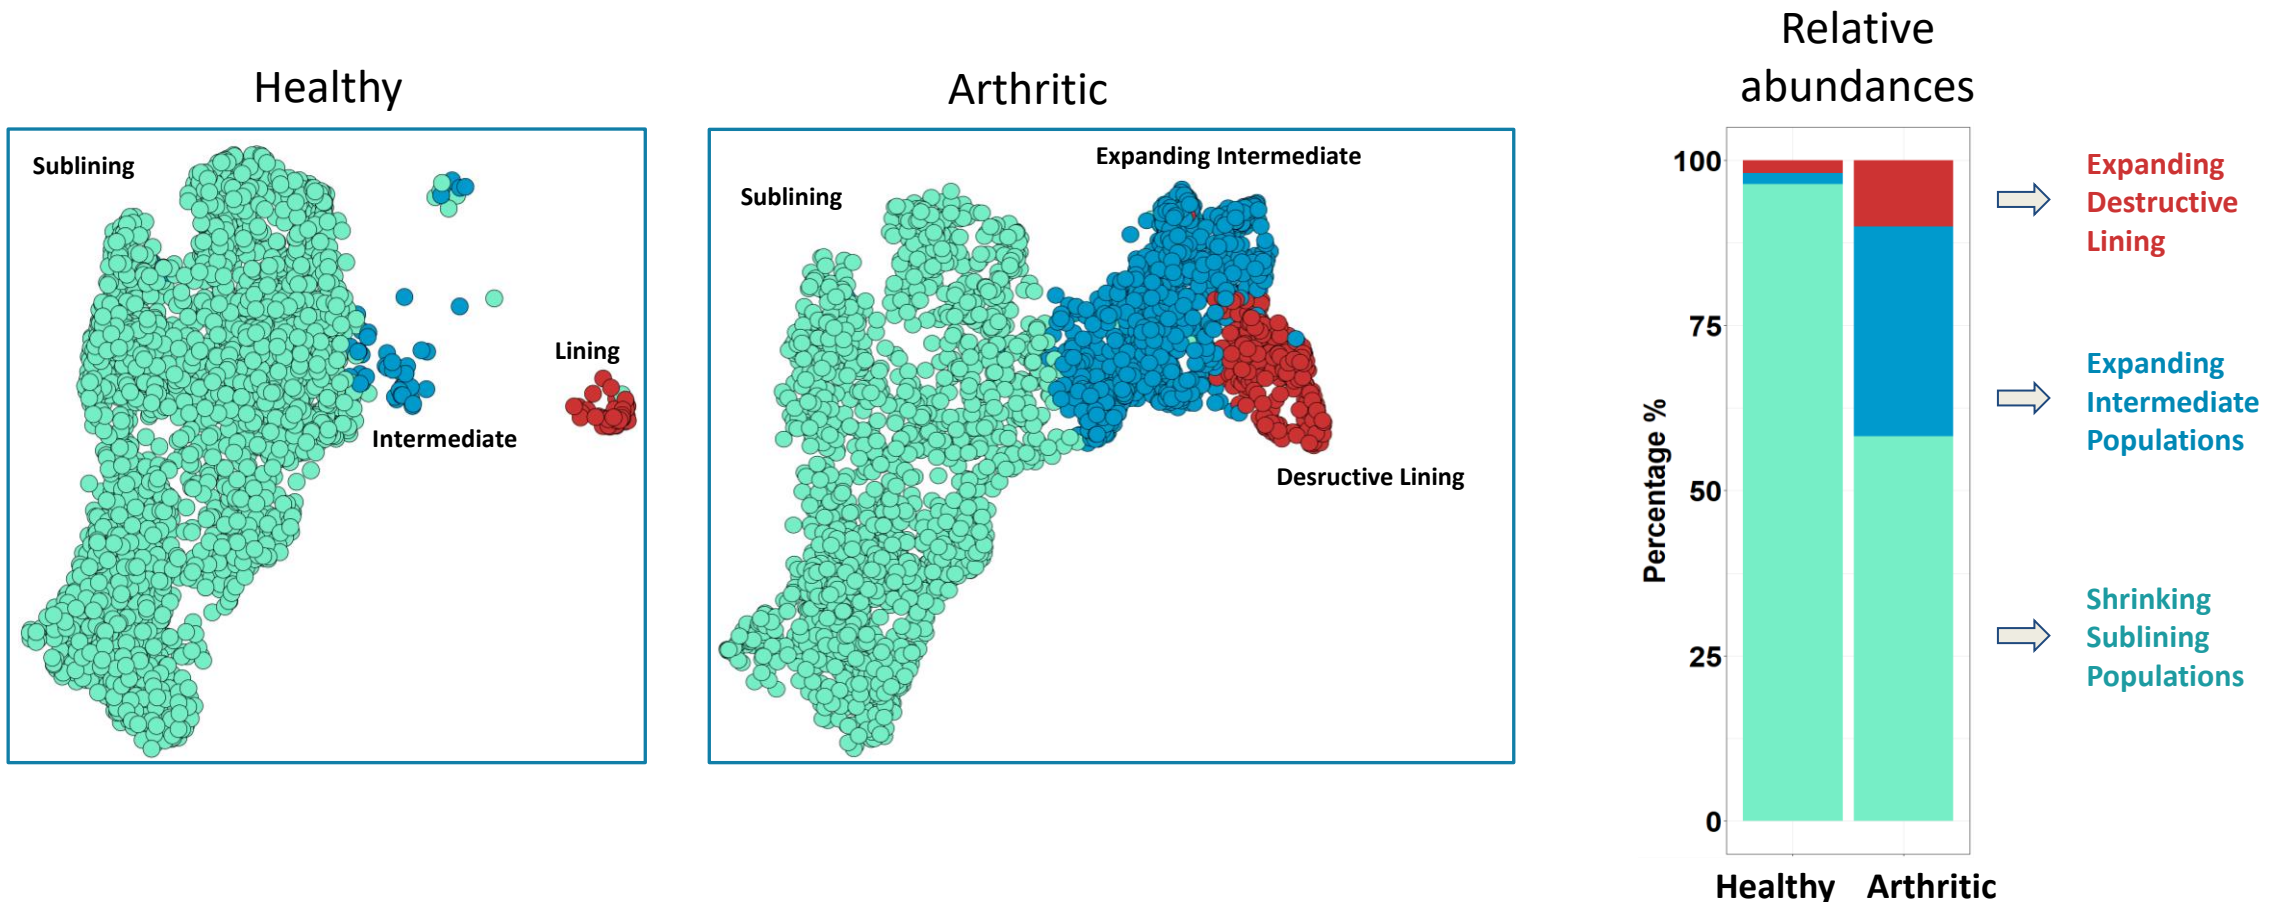 Healthy
Sublining
Lining
Intermediate
Arthritic
Expanding Intermediate
Sublining
Desructive Lining
Relative
abundances
Percentage %
100
75
50
25
0
Healthy
Arthritic
Expanding
Destructive
Lining
Expanding
Intermediate
Populations
Shrinking
Sublining
Populations